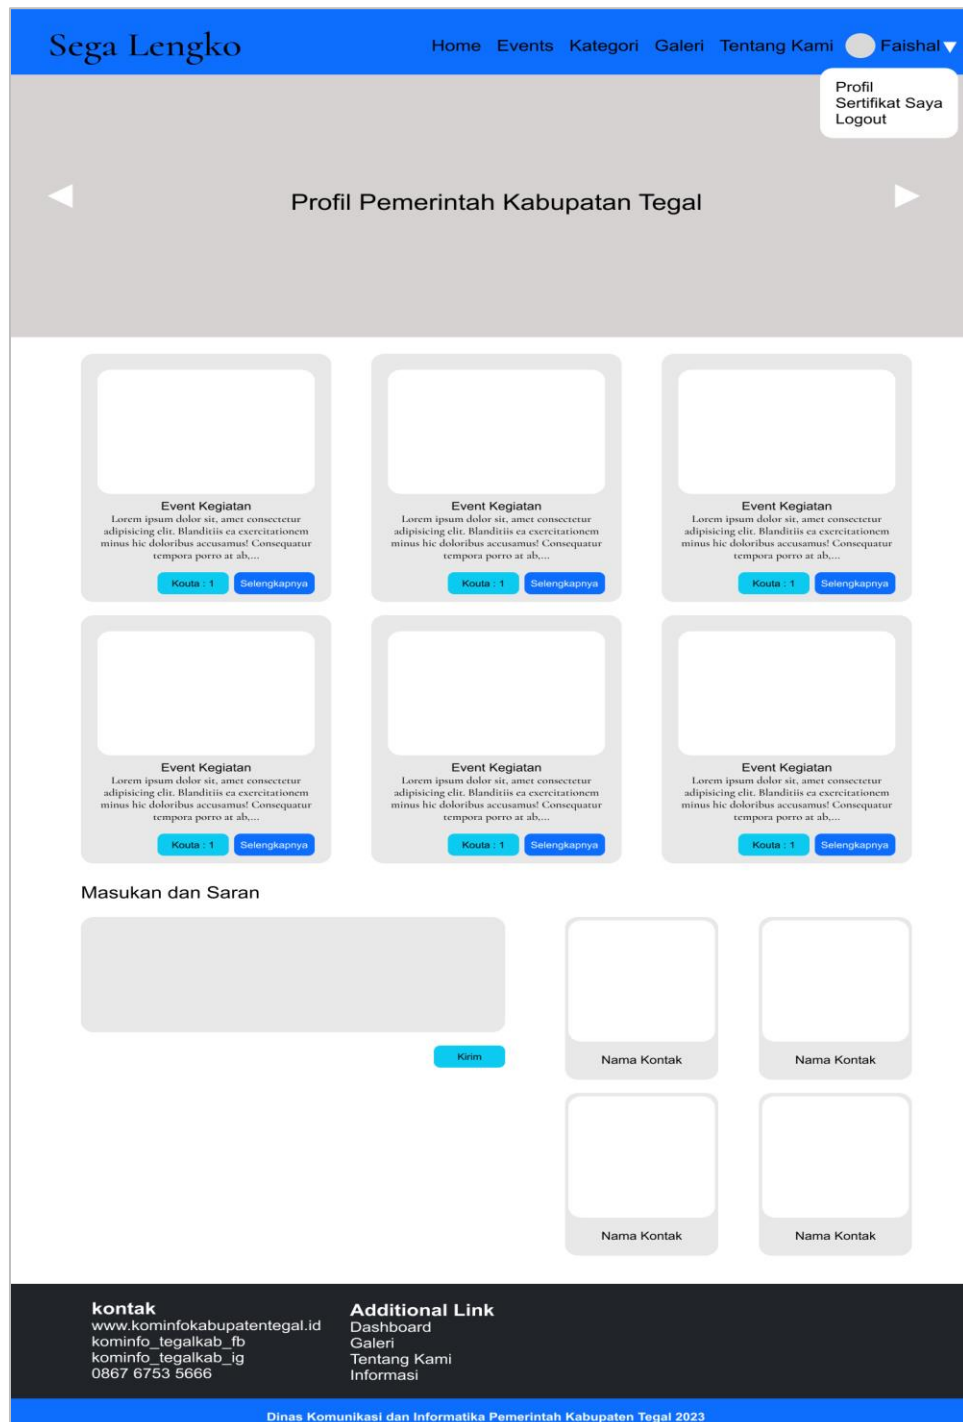 Sega Lengko
Home Events Kategori Galeri Tentang Kami Faishal
Profil
Sertifikat Saya
Logout
Profil Pemerintah Kabupatan Tegal
Event Kegiatan
Lorem ipsum dolor sit, amet consectetur
adipisicing elit. Blanditiis ea exercitationem
minus hic doloribus accusamus! Consequatur
tempora porro at ab,...
Kouta : 1 Selengkapnya
Event Kegiatan
Lorem ipsum dolor sit, amet consectetur
adipisicing elit. Blanditiis ea exercitationem
minus hic doloribus accusamus! Consequatur
tempora porro at ab,...
Kouta : 1 Selengkapnya
Event Kegiatan
Lorem ipsum dolor sit, amet consectetur
adipisicing elit. Blanditiis ea exercitationem
minus hic doloribus accusamus! Consequatur
tempora porro at ab,...
Kouta : 1 Selengkapnya
Event Kegiatan
Lorem ipsum dolor sit, amet consectetur
adipisicing elit. Blanditiis ea exercitationem
minus hic doloribus accusamus! Consequatur
tempora porro at ab,...
Kouta : 1 Selengkapnya
Event Kegiatan
Lorem ipsum dolor sit, amet consectetur
adipisicing elit. Blanditiis ea exercitationem
minus hic doloribus accusamus! Consequatur
tempora porro at ab,...
Kouta : 1 Selengkapnya
Event Kegiatan
Lorem ipsum dolor sit, amet consectetur
adipisicing elit. Blanditiis ea exercitationem
minus hic doloribus accusamus! Consequatur
tempora porro at ab,...
Kouta : 1 Selengkapnya
Masukan dan Saran
Kirim
Nama Kontak
Nama Kontak
Nama Kontak
Nama Kontak
kontak
www.kominfokabupatentegal.id
kominfo_tegalkab_fb
kominfo_tegalkab_ig
0867 6753 5666
Additional Link
Dashboard
Galeri
Tentang Kami
Informasi
Dinas Komunikasi dan Informatika Pemerintah Kabupaten Tegal 2023